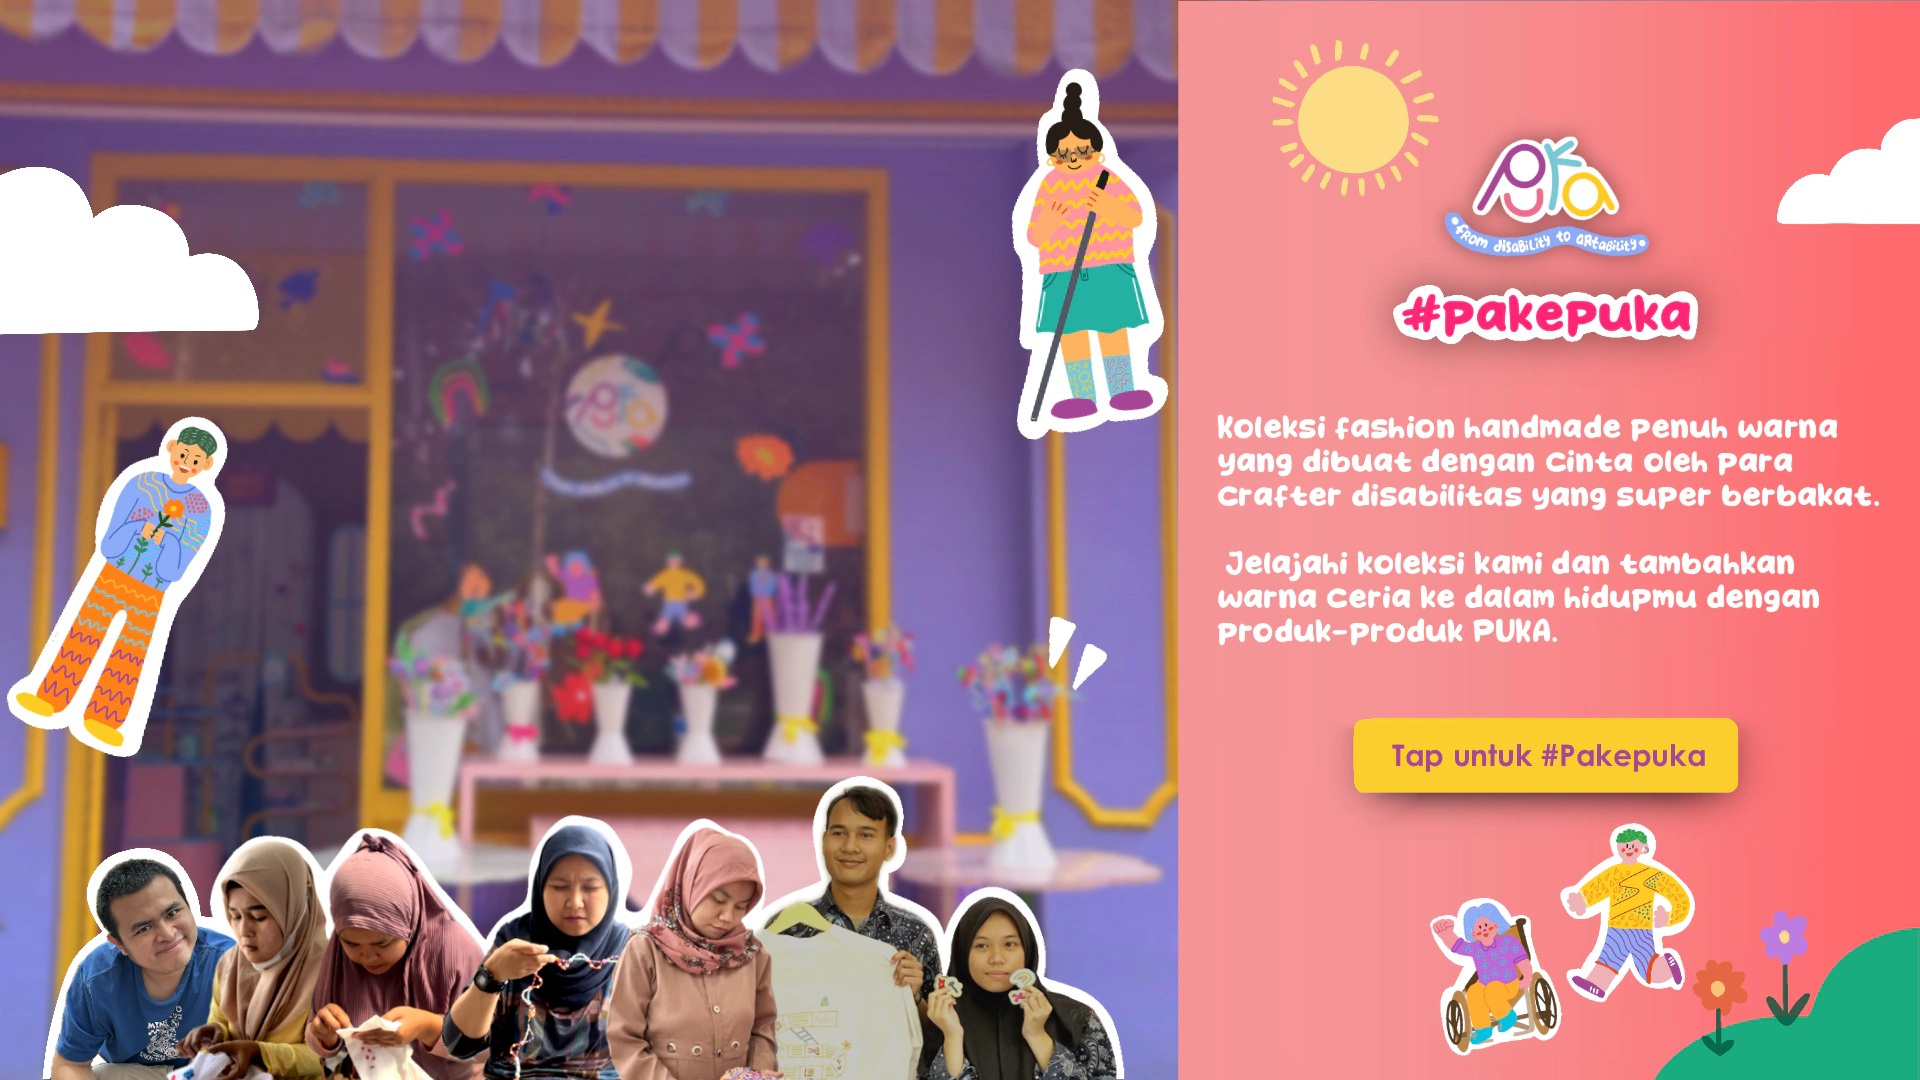 PUKA
from disability to artability
#pakepuka
Koleksi fashion handmade penuh warna
yang dibuat dengan cinta oleh para
crafter disabilitas yang super berbakat.
Jelajahi koleksi kami dan tambahkan
warna ceria ke dalam hidupmu dengan
produk-produk PUKA.
Tap untuk #Pakepuka